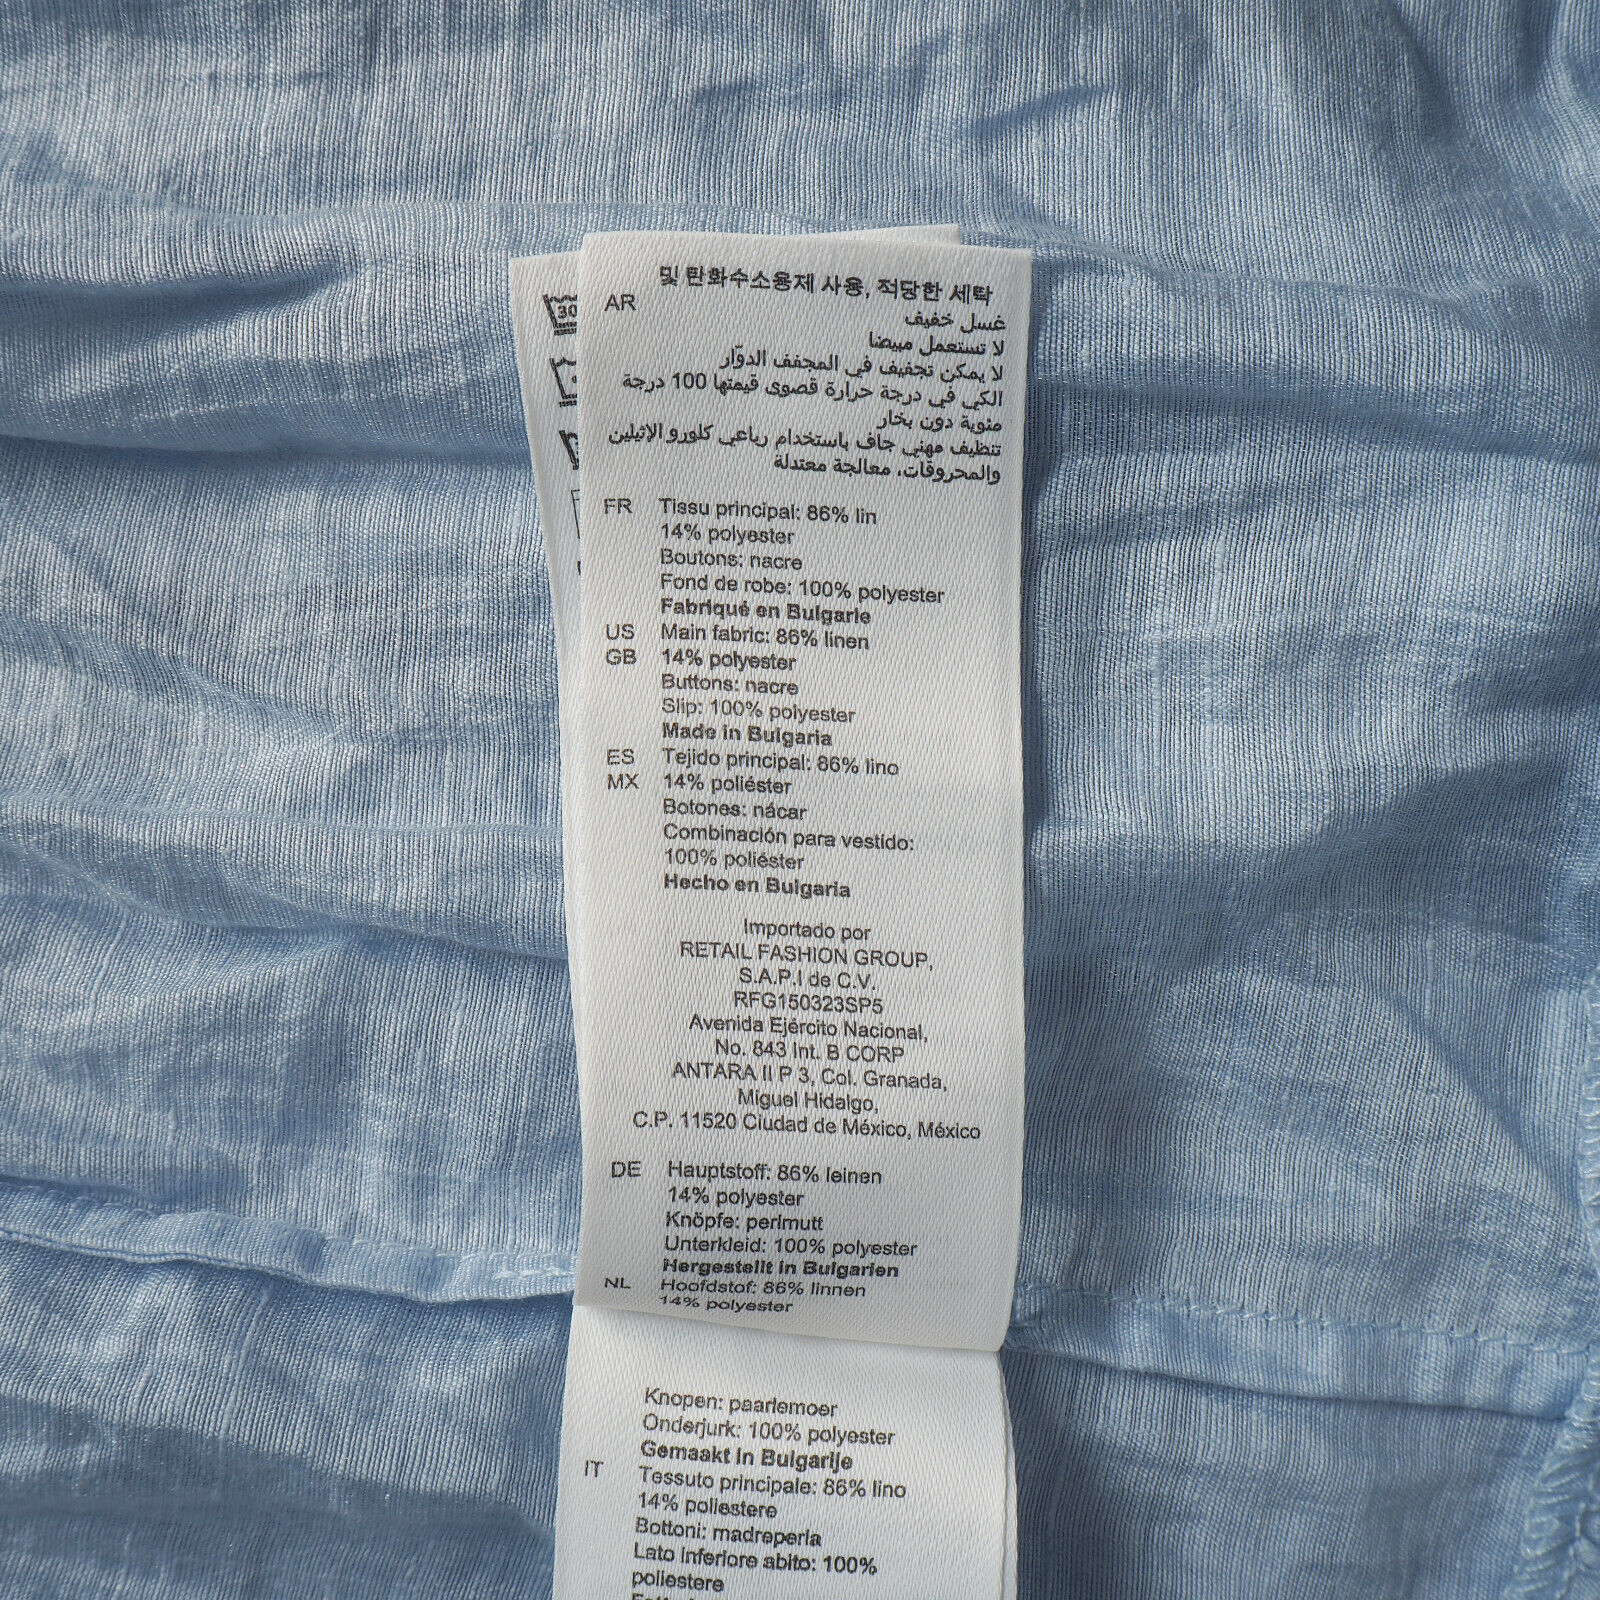 30
및 탄화수소용제 사용, 적당한 세탁
AR
غسل خفيف
لا تستعمل مبيضا
لا يمكن تجفيف في المجفف الدوّار
الكي في درجة حرارة قصوى قيمتها 100 درجة
مئوية دون بخار
تنظيف مهني جاف باستخدام رباعي كلورو الإثيلين
والمحروقات، معالجة معتدلة
FR Tissu principal: 86% lin
14% polyester
Boutons: nacre
Fond de robe: 100% polyester
Fabriqué en Bulgarie
US Main fabric: 86% linen
GB 14% polyester
Buttons: nacre
Slip: 100% polyester
Made in Bulgaria
ES Tejido principal: 86% lino
MX 14% poliéster
Botones: nácar
Combinación para vestido:
100% poliéster
Hecho en Bulgaria
Importado por
RETAIL FASHION GROUP,
S.A.P.I de C.V.
RFG150323SP5
Avenida Ejército Nacional,
No. 843 Int. B CORP
ANTARA II P 3, Col. Granada,
Miguel Hidalgo,
C.P. 11520 Ciudad de México, México
DE Hauptstoff: 86% leinen
14% polyester
Knöpfe: perlmutt
Unterkleid: 100% polyester
Hergestellt in Bulgarien
NL Hoofdstof: 86% linnen
14% polyester
Knopen: paarlemoer
Onderjurk: 100% polyester
Gemaakt in Bulgarije
IT Tessuto principale: 86% lino
14% poliestere
Bottoni: madreperla
Lato inferiore abito: 100%
poliestere